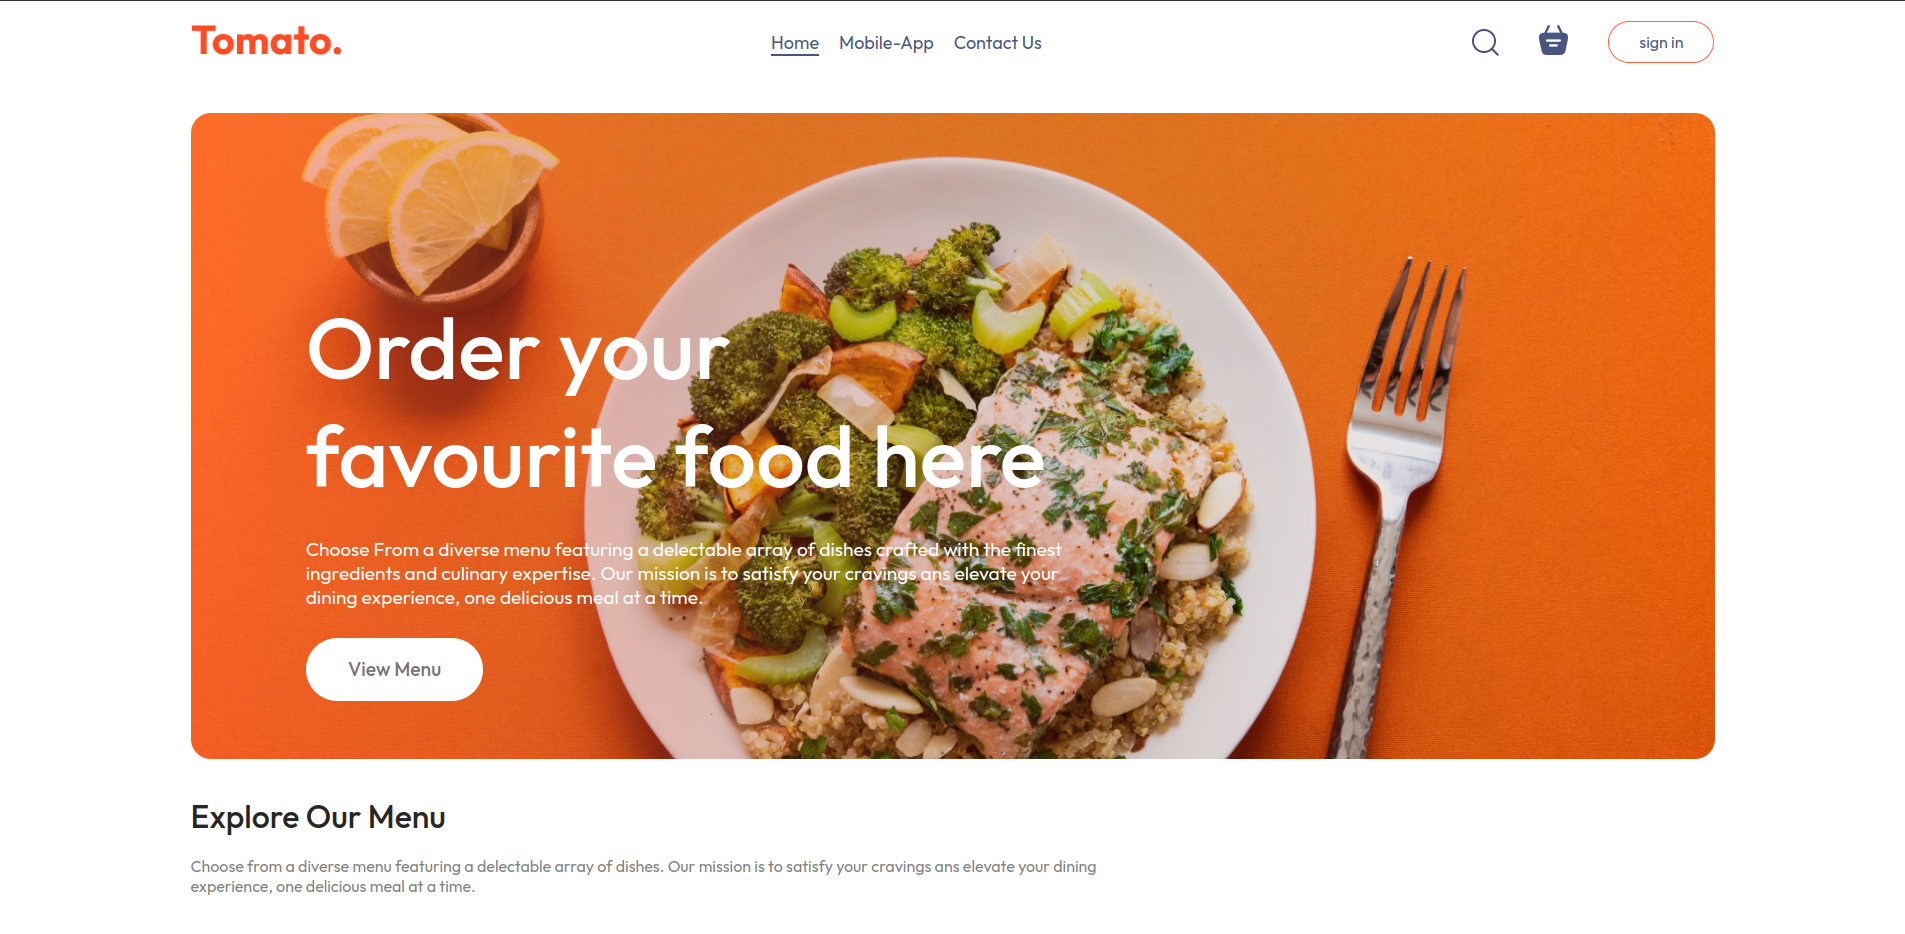 Tomato.
Home Mobile-App Contact Us
sign in
Order your
favourite food here
Choose From a diverse menu featuring a delectable array of dishes crafted with the finest
ingredients and culinary expertise. Our mission is to satisfy your cravings ans elevate your
dining experience, one delicious meal at a time.
View Menu
Explore Our Menu
Choose from a diverse menu featuring a delectable array of dishes. Our mission is to satisfy your cravings ans elevate your dining
experience, one delicious meal at a time.